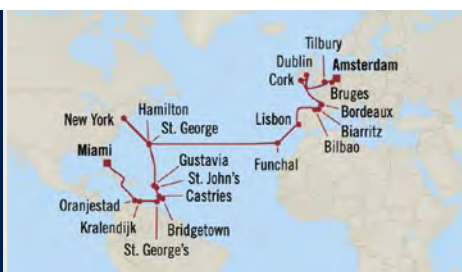 Tilbury
Dublin
Amsterdam
Cork
Bruges
Bordeaux
Biarritz
Bilbao
Lisbon
Funchal
New York
Hamilton
St. George
Miami
Gustavia
St. John's
Castries
Oranjestad
Kralendijk
Bridgetown
St. George's